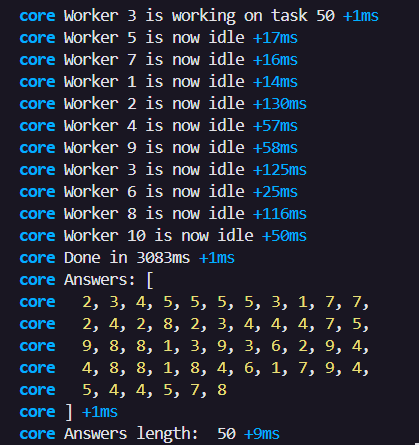 core Worker 3 is working on task 50 +1ms
core Worker 5 is now idle +17ms
core Worker 7 is now idle +16ms
core Worker 1 is now idle +14ms
core Worker 2 is now idle +130ms
core Worker 4 is now idle +57ms
core Worker 9 is now idle +58ms
core Worker 3 is now idle +125ms
core Worker 6 is now idle +25ms
core Worker 8 is now idle +116ms
core Worker 10 is now idle +50ms
core Done in 3083ms +1ms
core Answers: [
core   2, 3, 4, 5, 5, 5, 5, 3, 1, 7, 7,
core   2, 4, 2, 8, 2, 3, 4, 4, 4, 7, 5,
core   9, 8, 8, 1, 3, 9, 3, 6, 2, 9, 4,
core   4, 8, 8, 1, 8, 4, 6, 1, 7, 9, 4,
core   5, 4, 4, 5, 7, 8
core ] +1ms
core Answers length:  50 +9ms